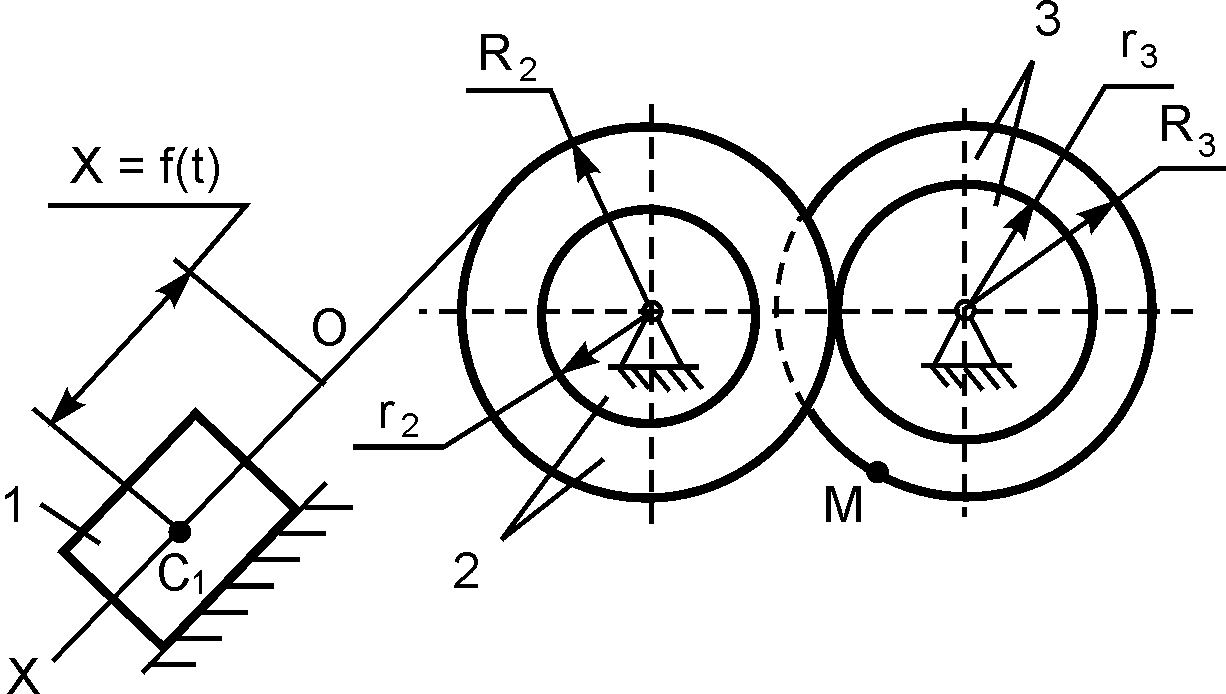 3
r₃
R₂
R₃
X = f(t)
O
r₂
1
M
C₁
2
X